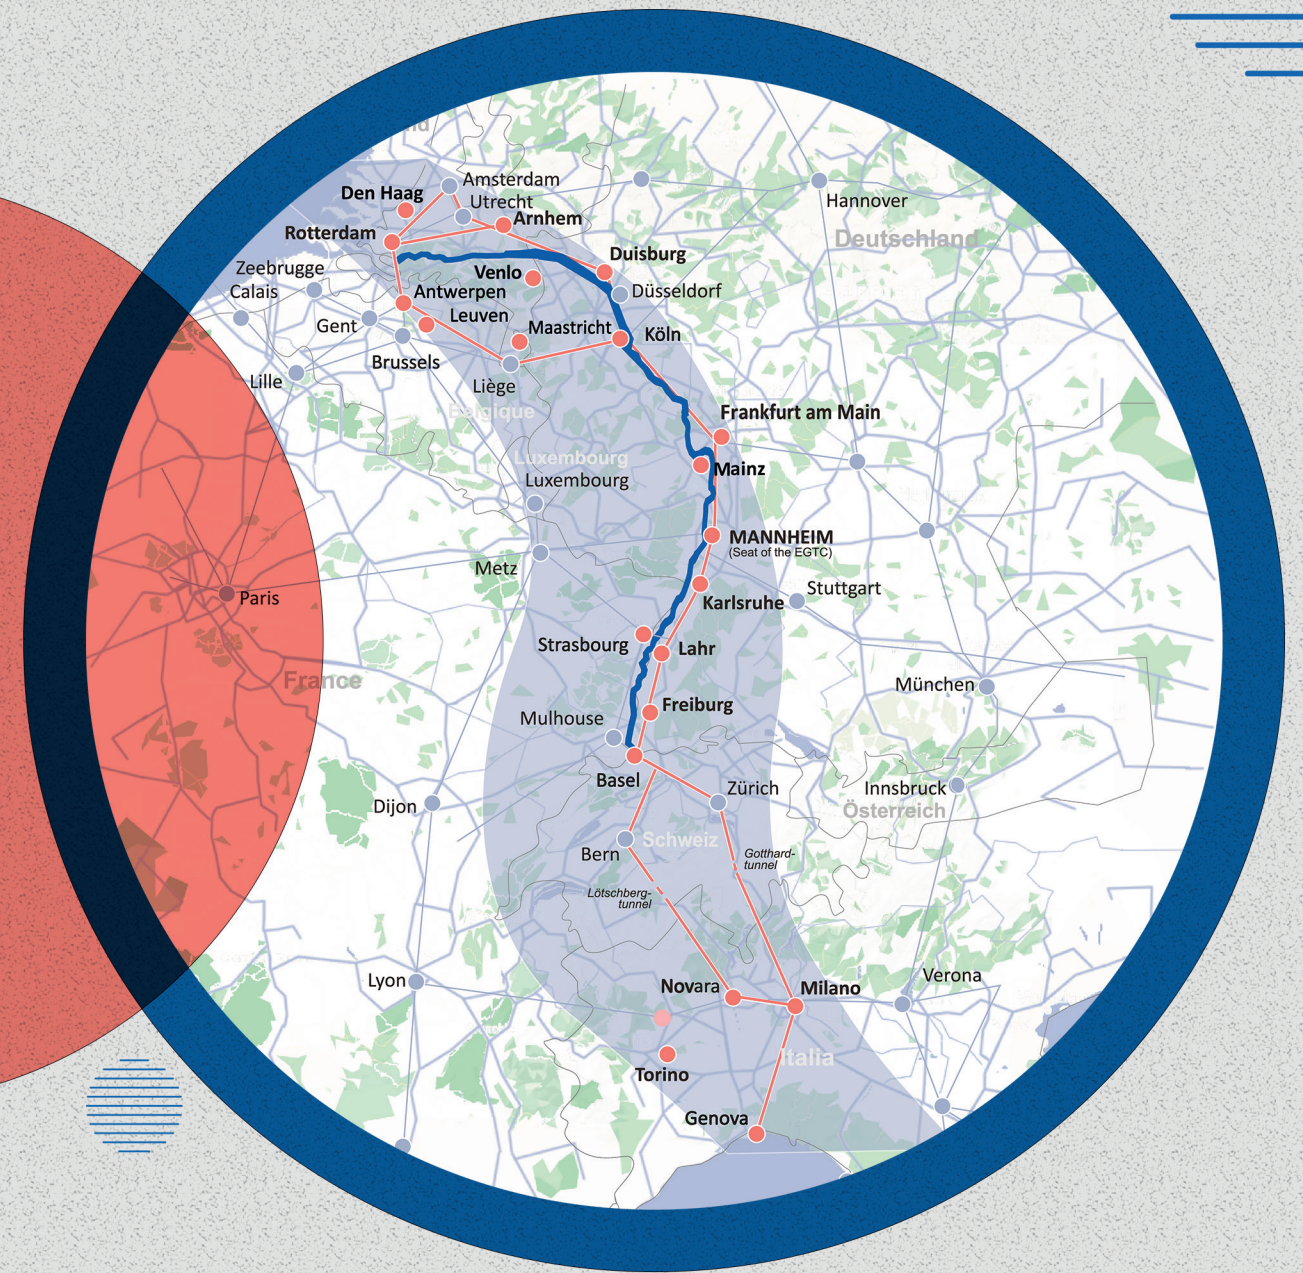 Amsterdam
Den Haag
Utrecht
Hannover
Arnhem
Rotterdam
Deutschland
Duisburg
Zeebrugge
Venlo
Calais
Antwerpen
Düsseldorf
Leuven
Gent
Maastricht
Köln
Brussels
Lille
Liège
Belgique
Frankfurt am Main
Luxembourg
Mainz
Luxembourg
MANNHEIM
(Seat of the EGTC)
Metz
Stuttgart
Paris
Karlsruhe
Strasbourg
Lahr
France
München
Freiburg
Mulhouse
Basel
Zürich
Innsbruck
Dijon
Österreich
Schweiz
Bern
Gotthard-
tunnel
Lötschberg-
tunnel
Lyon
Verona
Novara
Milano
Italia
Torino
Genova